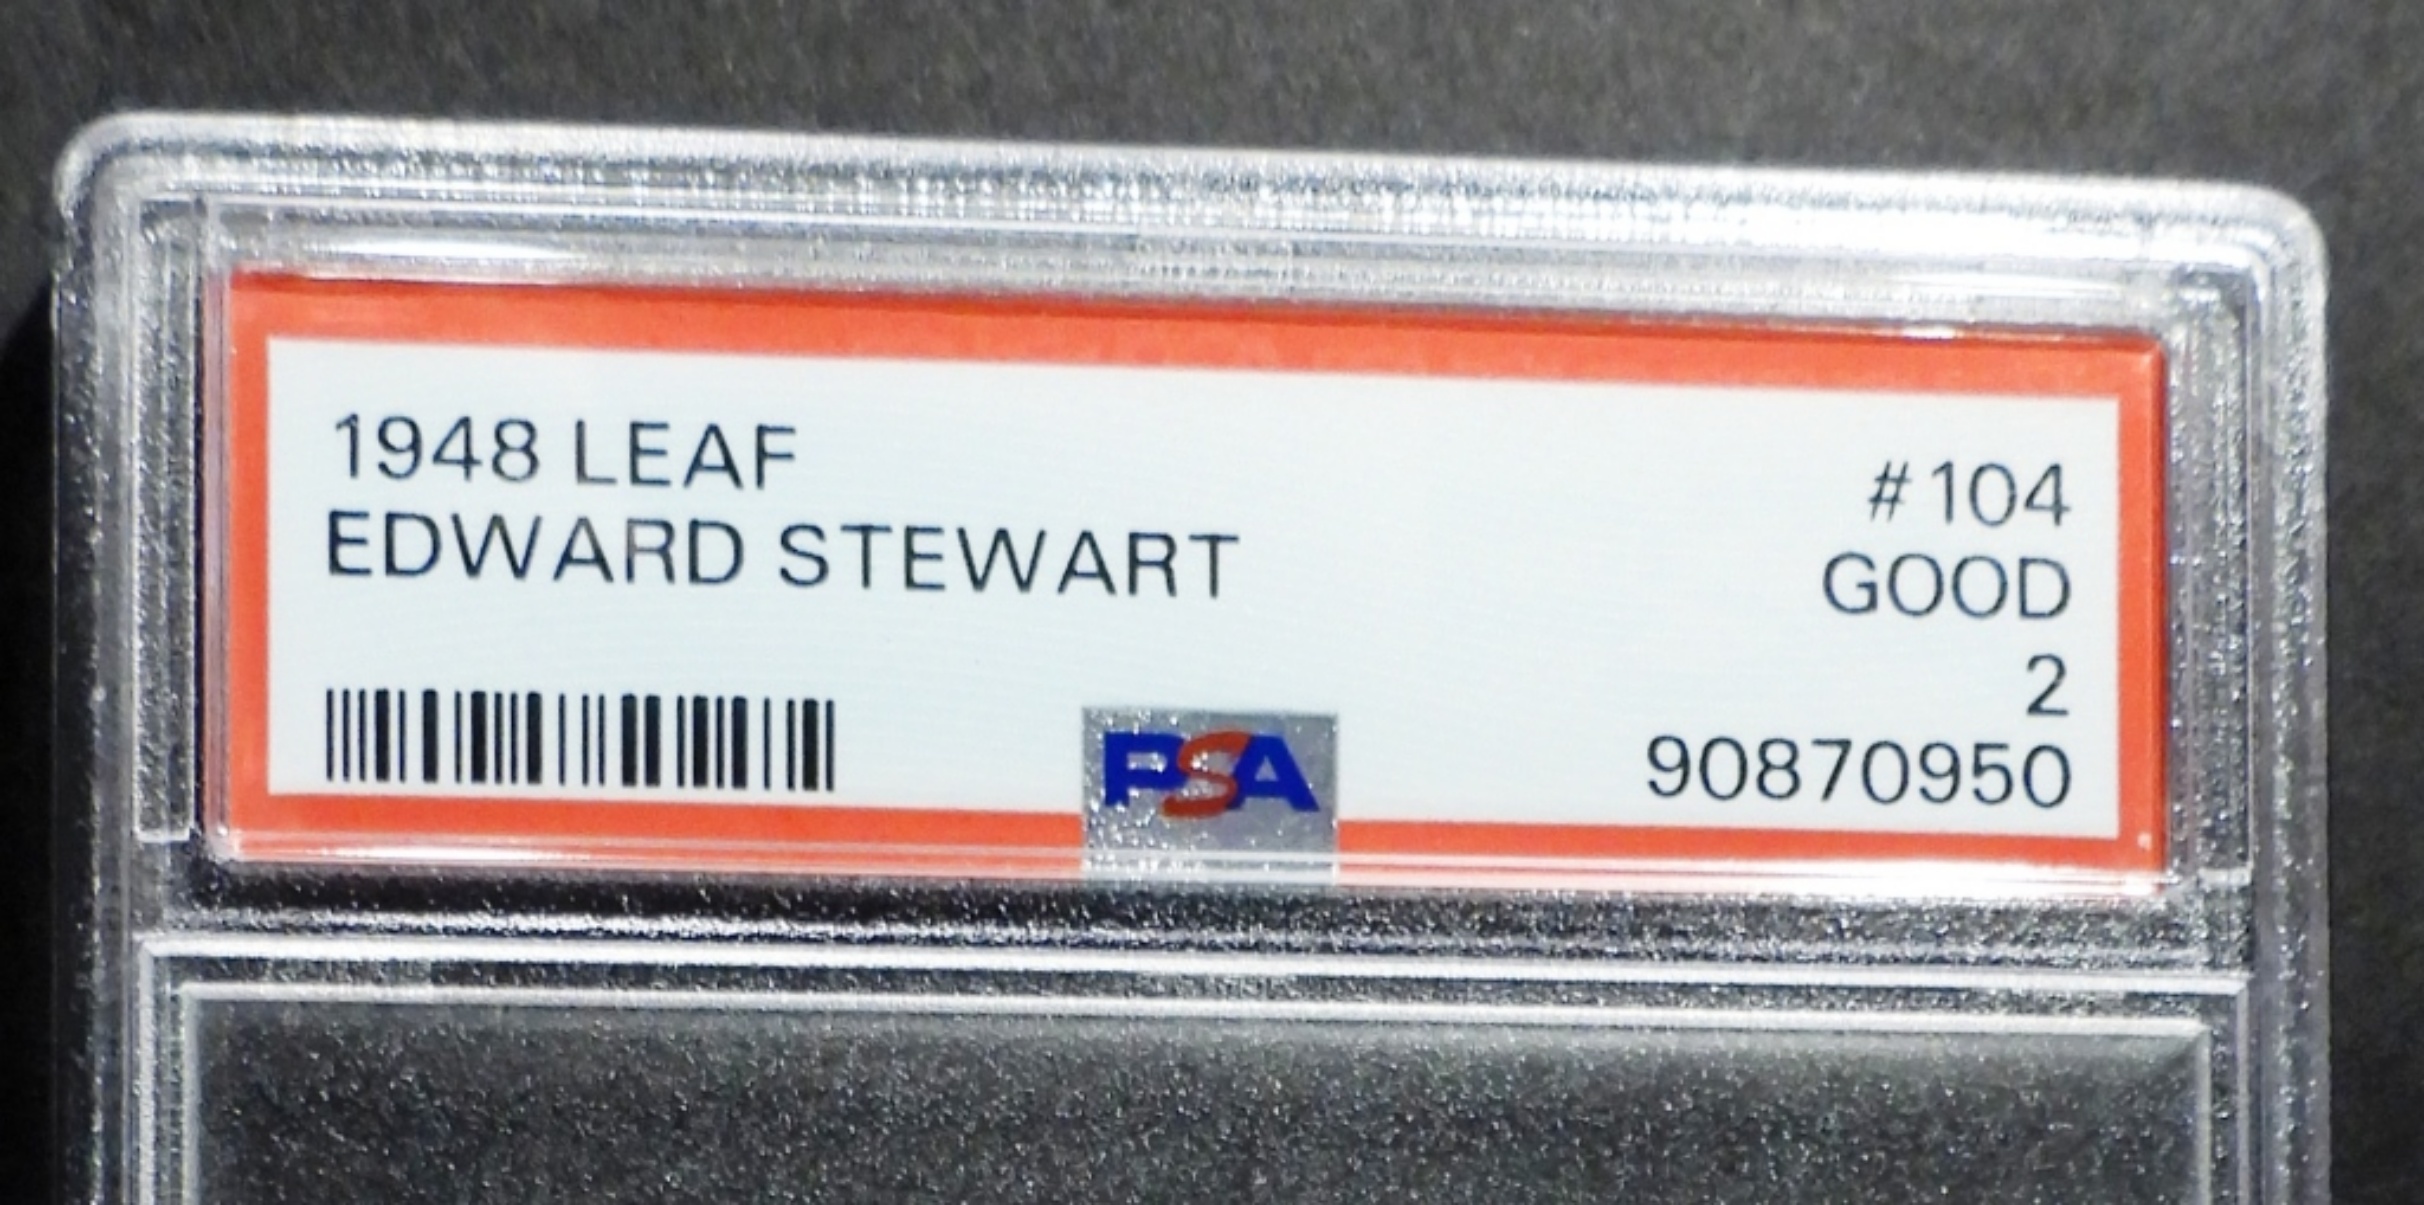 1948 LEAF
EDWARD STEWART
#104
GOOD
2
90870950
PSA